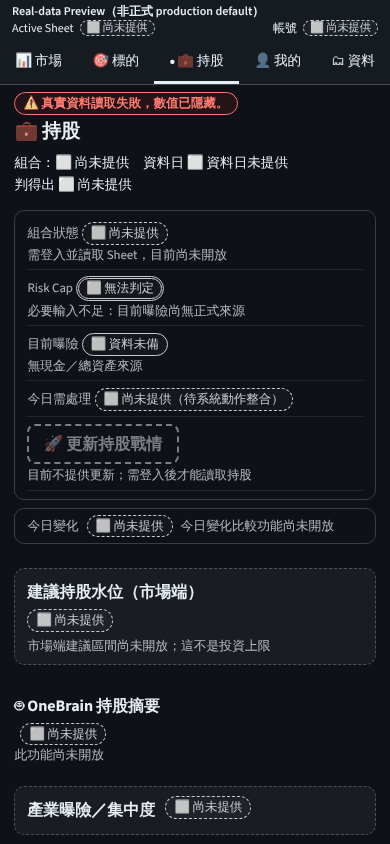 Real-data Preview（非正式 production default）
Active Sheet ⬜ 尚未提供 帳號 ⬜ 尚未提供
📊 市場 🎯 標的 💼 持股 👤 我的 🗂 資料
⚠️ 真實資料讀取失敗，數值已隱藏。
💼 持股
組合：⬜ 尚未提供 資料日 ⬜ 資料日未提供
判得出 ⬜ 尚未提供
組合狀態 ⬜ 尚未提供
需登入並讀取 Sheet，目前尚未開放
Risk Cap ⬜ 無法判定
必要輸入不足：目前曝險尚無正式來源
目前曝險 ⬜ 資料未備
無現金／總資產來源
今日需處理 ⬜ 尚未提供（待系統動作整合）
🚀 更新持股戰情
目前不提供更新；需登入後才能讀取持股
今日變化 ⬜ 尚未提供 今日變化比較功能尚未開放
建議持股水位（市場端）
⬜ 尚未提供
市場端建議區間尚未開放；這不是投資上限
OneBrain 持股摘要
⬜ 尚未提供
此功能尚未開放
產業曝險／集中度 ⬜ 尚未提供